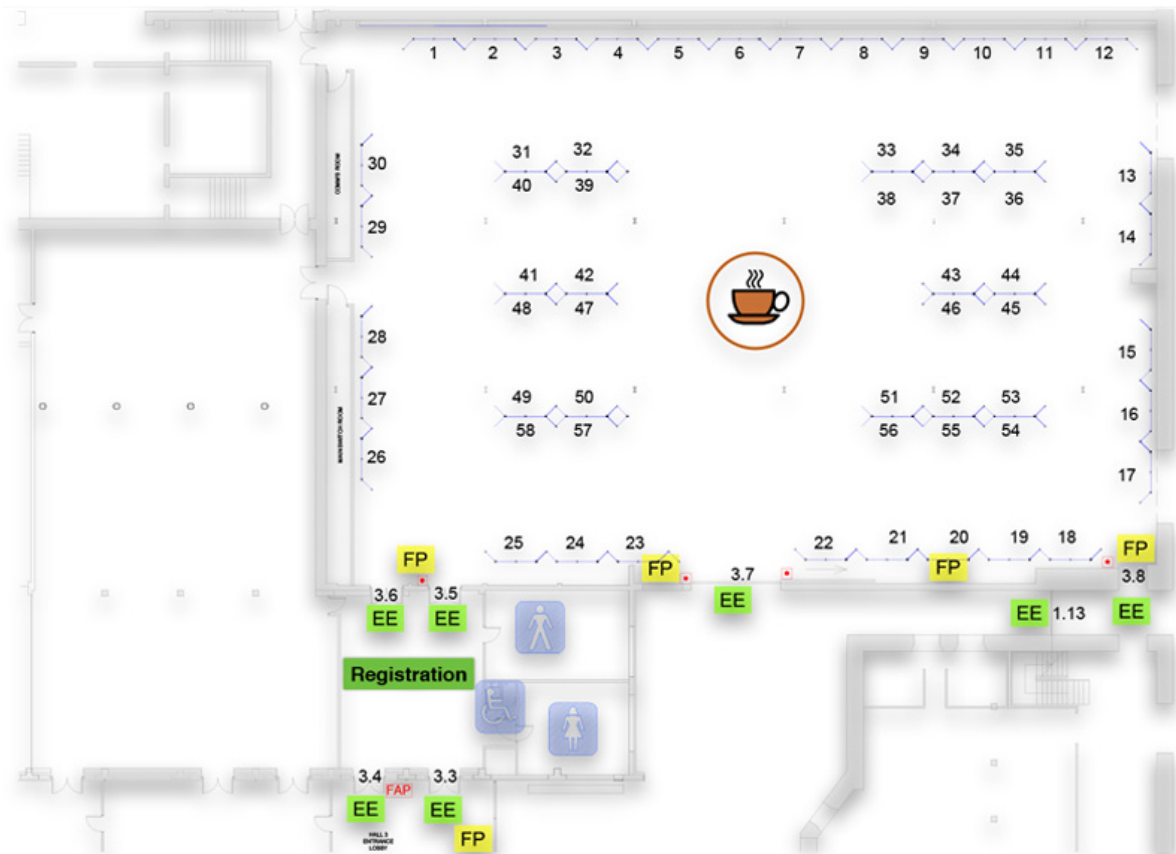 1 2 3 4 5 6 7 8 9 10 11 12
31 32 33 34 35
30 40 39 38 37 36 13
29 14
41 42 43 44
48 47 46 45
28 15
49 50 51 52 53
27 58 57 56 55 54 16
26 17
25 24 23 22 21 20 19 18
FP FP FP FP
3.6 3.5 3.7 3.8
EE EE EE EE 1.13 EE
Registration
3.4 3.3
FAP
EE EE
HALL 3
ENTRANCE
LOBBY
FP